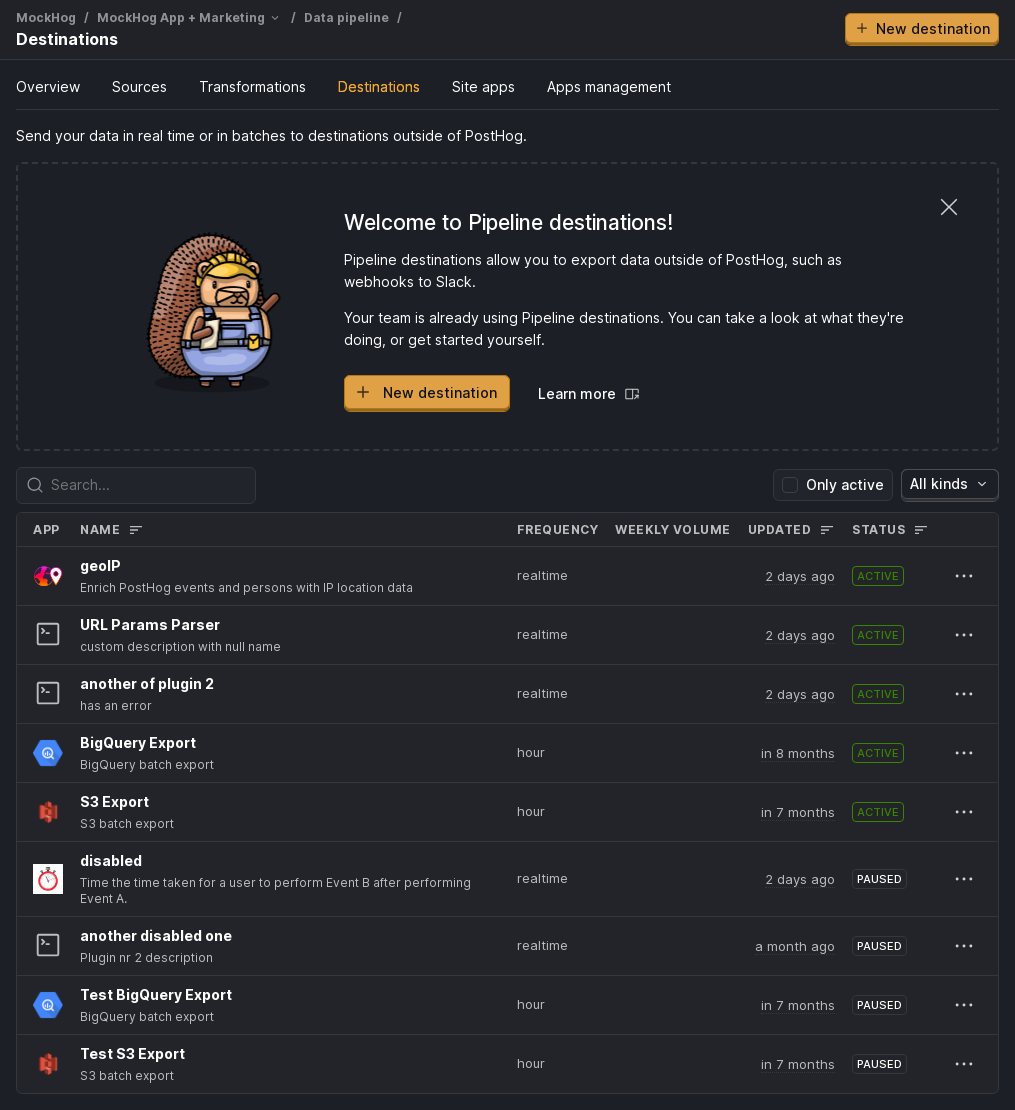 MockHog / MockHog App + Marketing / Data pipeline /
Destinations
New destination
Overview Sources Transformations Destinations Site apps Apps management
Send your data in real time or in batches to destinations outside of PostHog.
Welcome to Pipeline destinations!
Pipeline destinations allow you to export data outside of PostHog, such as
webhooks to Slack.
Your team is already using Pipeline destinations. You can take a look at what they're
doing, or get started yourself.
New destination Learn more
Search... Only active All kinds
APP NAME FREQUENCY WEEKLY VOLUME UPDATED STATUS
geoIP
Enrich PostHog events and persons with IP location data
realtime 2 days ago ACTIVE
URL Params Parser
custom description with null name
realtime 2 days ago ACTIVE
another of plugin 2
has an error
realtime 2 days ago ACTIVE
BigQuery Export
BigQuery batch export
hour in 8 months ACTIVE
S3 Export
S3 batch export
hour in 7 months ACTIVE
disabled
Time the time taken for a user to perform Event B after performing
Event A.
realtime 2 days ago PAUSED
another disabled one
Plugin nr 2 description
realtime a month ago PAUSED
Test BigQuery Export
BigQuery batch export
hour in 7 months PAUSED
Test S3 Export
S3 batch export
hour in 7 months PAUSED